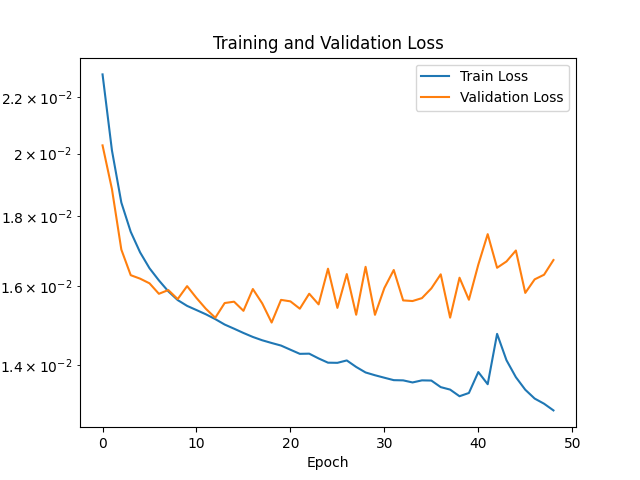 Training and Validation Loss
Train Loss
Validation Loss
2.2 × 10⁻²
2 × 10⁻²
1.8 × 10⁻²
1.6 × 10⁻²
1.4 × 10⁻²
0 10 20 30 40 50
Epoch